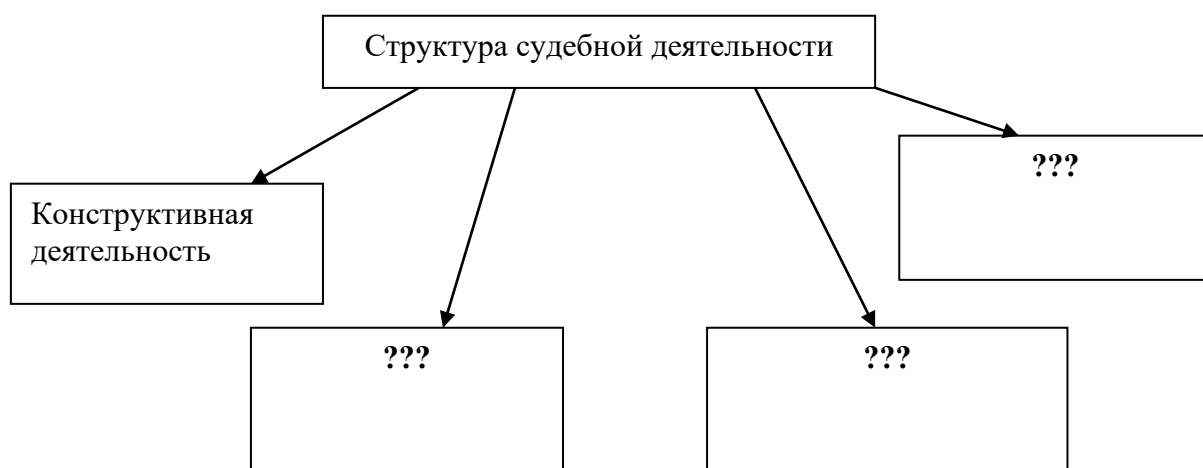 Структура судебной деятельности
???
Конструктивная
деятельность
???
???